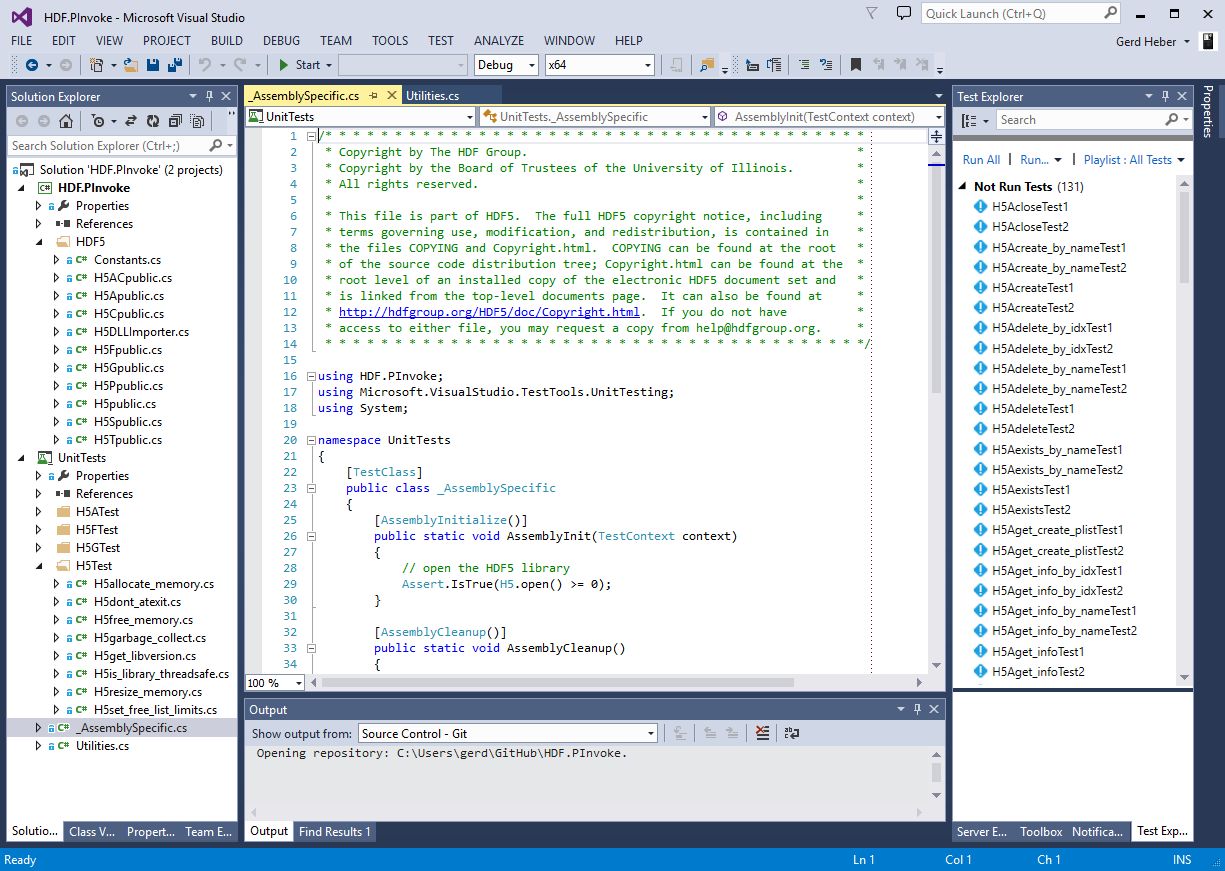 HDF.PInvoke - Microsoft Visual Studio
Quick Launch (Ctrl+Q)
FILE EDIT VIEW PROJECT BUILD DEBUG TEAM TOOLS TEST ANALYZE WINDOW HELP
Gerd Heber
Start Debug x64
Solution Explorer
Search Solution Explorer (Ctrl+;)
Solution 'HDF.PInvoke' (2 projects)
HDF.PInvoke
Properties
References
HDF5
C# Constants.cs
C# H5ACpublic.cs
C# H5Apublic.cs
C# H5Cpublic.cs
C# H5DLLImporter.cs
C# H5Fpublic.cs
C# H5Gpublic.cs
C# H5Ppublic.cs
C# H5public.cs
C# H5Spublic.cs
C# H5Tpublic.cs
UnitTests
Properties
References
H5ATest
H5FTest
H5GTest
H5Test
C# H5allocate_memory.cs
C# H5dont_atexit.cs
C# H5free_memory.cs
C# H5garbage_collect.cs
C# H5get_libversion.cs
C# H5is_library_threadsafe.cs
C# H5resize_memory.cs
C# H5set_free_list_limits.cs
C# _AssemblySpecific.cs
C# Utilities.cs
Solutio... Class V... Propert... Team E...
_AssemblySpecific.cs Utilities.cs
UnitTests UnitTests._AssemblySpecific AssemblyInit(TestContext context)
1 /* * * * * * * * * * * * * * * * * * * * * * * * * * * * * * * * * * * * * * *
2 * Copyright by The HDF Group. *
3 * Copyright by the Board of Trustees of the University of Illinois. *
4 * All rights reserved. *
5 * *
6 * This file is part of HDF5.  The full HDF5 copyright notice, including *
7 * terms governing use, modification, and redistribution, is contained in *
8 * the files COPYING and Copyright.html.  COPYING can be found at the root *
9 * of the source code distribution tree; Copyright.html can be found at the *
10 * root level of an installed copy of the electronic HDF5 document set and *
11 * is linked from the top-level documents page.  It can also be found at *
12 * http://hdfgroup.org/HDF5/doc/Copyright.html.  If you do not have *
13 * access to either file, you may request a copy from help@hdfgroup.org. *
14 * * * * * * * * * * * * * * * * * * * * * * * * * * * * * * * * * * * * * * */
15
16 using HDF.PInvoke;
17 using Microsoft.VisualStudio.TestTools.UnitTesting;
18 using System;
19
20 namespace UnitTests
21 {
22 [TestClass]
23 public class _AssemblySpecific
24 {
25 [AssemblyInitialize()]
26 public static void AssemblyInit(TestContext context)
27 {
28 // open the HDF5 library
29 Assert.IsTrue(H5.open() >= 0);
30 }
31
32 [AssemblyCleanup()]
33 public static void AssemblyCleanup()
34 {
100 %
Output
Show output from: Source Control - Git
Opening repository: C:\Users\gerd\GitHub\HDF.PInvoke.
Output Find Results 1
Test Explorer
Search
Run All | Run... | Playlist : All Tests
Not Run Tests (131)
H5AcloseTest1
H5AcloseTest2
H5Acreate_by_nameTest1
H5Acreate_by_nameTest2
H5AcreateTest1
H5AcreateTest2
H5Adelete_by_idxTest1
H5Adelete_by_idxTest2
H5Adelete_by_nameTest1
H5Adelete_by_nameTest2
H5AdeleteTest1
H5AdeleteTest2
H5Aexists_by_nameTest1
H5Aexists_by_nameTest2
H5AexistsTest1
H5AexistsTest2
H5Aget_create_plistTest1
H5Aget_create_plistTest2
H5Aget_info_by_idxTest1
H5Aget_info_by_idxTest2
H5Aget_info_by_nameTest1
H5Aget_info_by_nameTest2
H5Aget_infoTest1
H5Aget_infoTest2
Server E... Toolbox Notifica... Test Exp...
Properties
Ready Ln 1 Col 1 Ch 1 INS